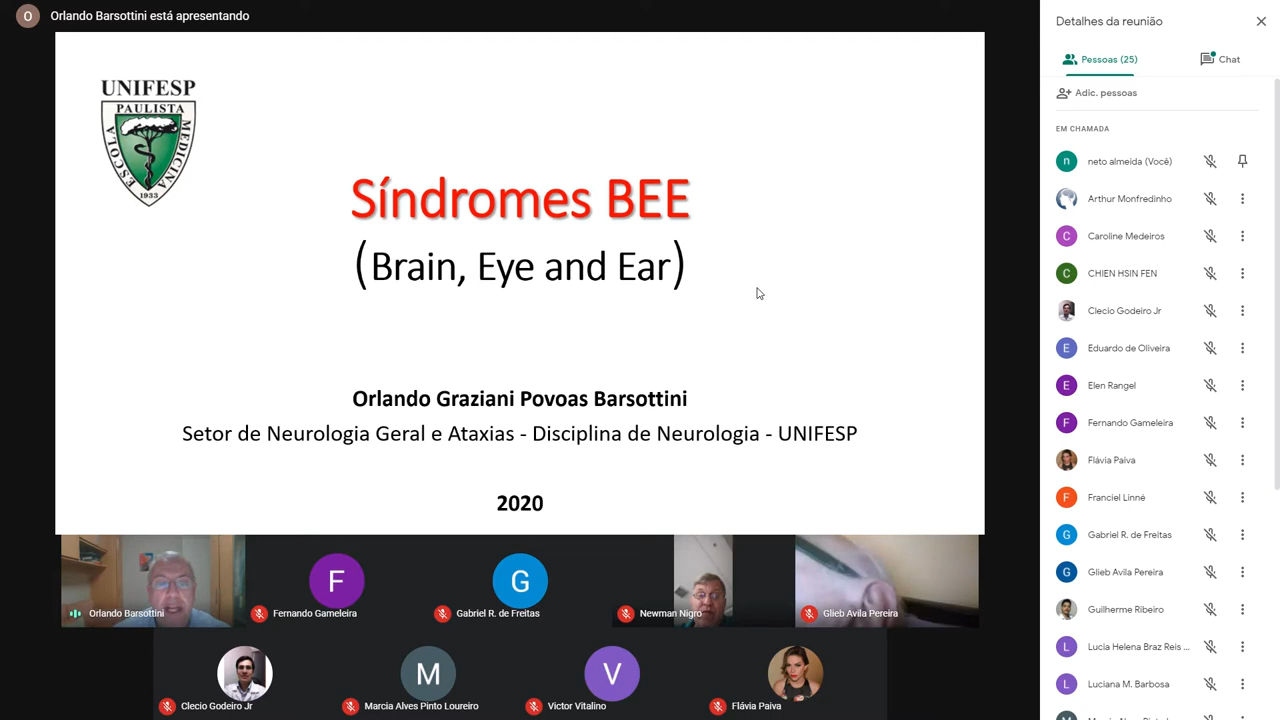 O
Orlando Barsottini está apresentando
UNIFESP
PAULISTA
ESCOLA
MEDICINA
1933
Síndromes BEE
(Brain, Eye and Ear)
Orlando Graziani Povoas Barsottini
Setor de Neurologia Geral e Ataxias - Disciplina de Neurologia - UNIFESP
2020
Orlando Barsottini
F
Fernando Gameleira
G
Gabriel R. de Freitas
Newman Nigro
Glieb Avila Pereira
Clecio Godeiro Jr
M
Marcia Alves Pinto Loureiro
V
Victor Vitalino
Flávia Paiva
Detalhes da reunião
Pessoas (25)
Chat
Adic. pessoas
EM CHAMADA
n
neto almeida (Você)
Arthur Monfredinho
C
Caroline Medeiros
C
CHIEN HSIN FEN
Clecio Godeiro Jr
E
Eduardo de Oliveira
E
Elen Rangel
F
Fernando Gameleira
Flávia Paiva
F
Franciel Linné
G
Gabriel R. de Freitas
G
Glieb Avila Pereira
Guilherme Ribeiro
L
Lucia Helena Braz Reis ...
L
Luciana M. Barbosa